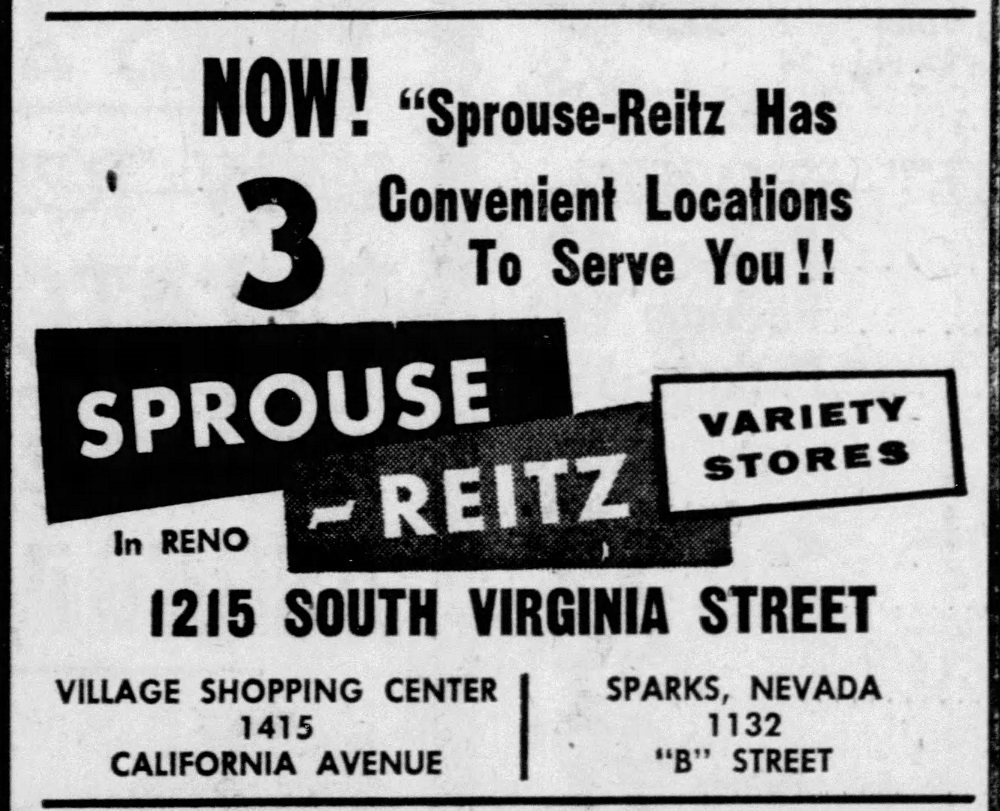 NOW! "Sprouse-Reitz Has
3 Convenient Locations
To Serve You!!
SPROUSE
-REITZ
VARIETY
STORES
In RENO
1215 SOUTH VIRGINIA STREET
VILLAGE SHOPPING CENTER
1415
CALIFORNIA AVENUE
SPARKS, NEVADA
1132
"B" STREET